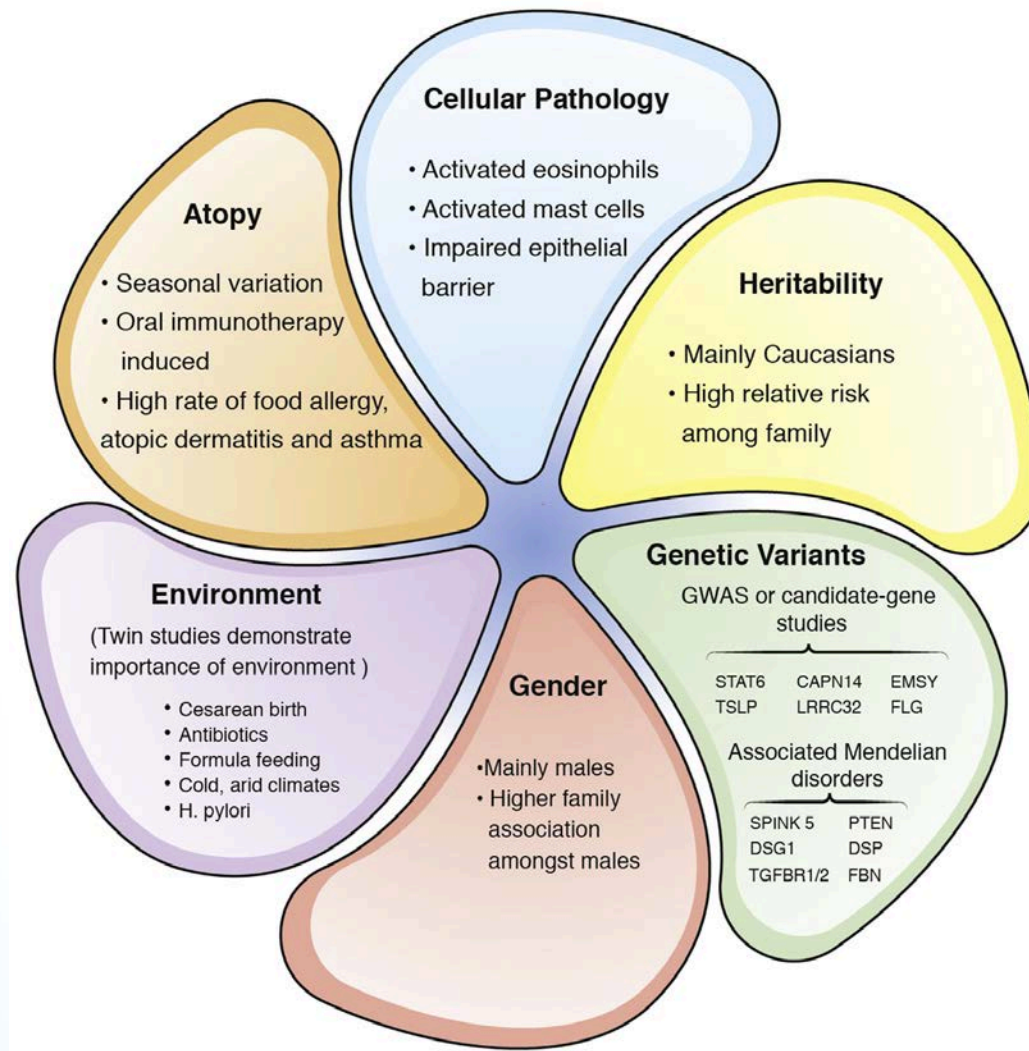 Cellular Pathology
• Activated eosinophils
• Activated mast cells
• Impaired epithelial
barrier
Heritability
• Mainly Caucasians
• High relative risk
among family
Genetic Variants
GWAS or candidate-gene
studies
STAT6 CAPN14 EMSY
TSLP LRRC32 FLG
Associated Mendelian
disorders
SPINK 5 PTEN
DSG1 DSP
TGFBR1/2 FBN
Gender
•Mainly males
• Higher family
association
amongst males
Environment
(Twin studies demonstrate
importance of environment )
• Cesarean birth
• Antibiotics
• Formula feeding
• Cold, arid climates
• H. pylori
Atopy
• Seasonal variation
• Oral immunotherapy
induced
• High rate of food allergy,
atopic dermatitis and asthma